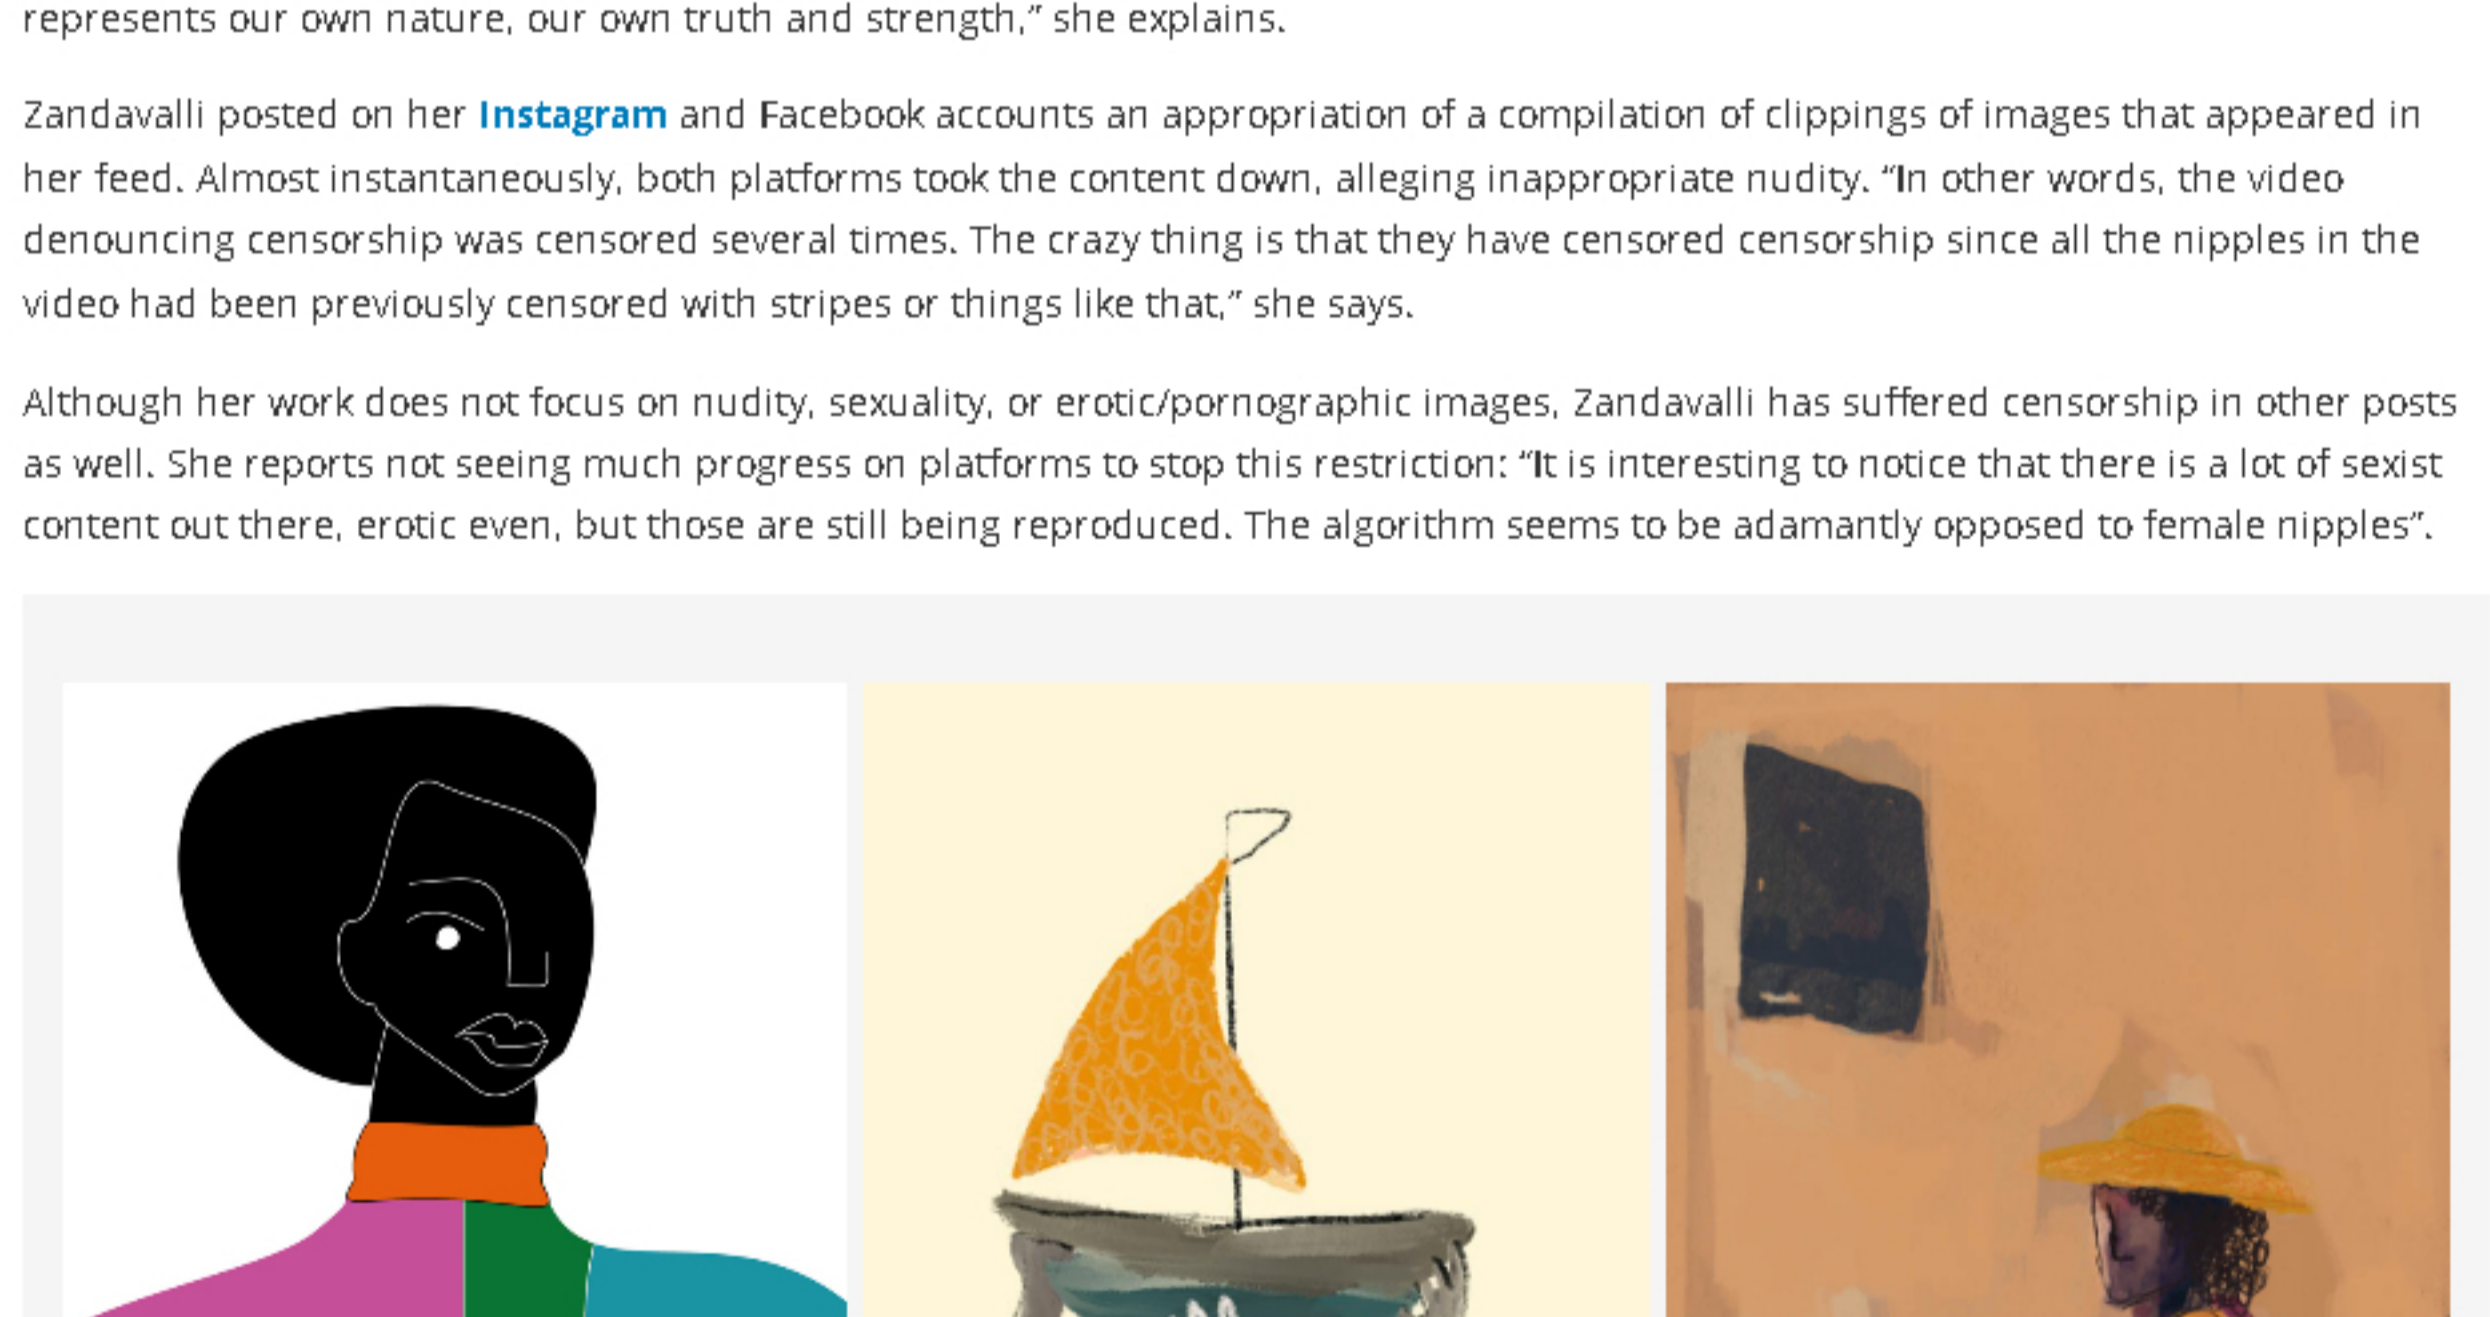 represents our own nature, our own truth and strength,” she explains.
Zandavalli posted on her Instagram and Facebook accounts an appropriation of a compilation of clippings of images that appeared in
her feed. Almost instantaneously, both platforms took the content down, alleging inappropriate nudity. “In other words, the video
denouncing censorship was censored several times. The crazy thing is that they have censored censorship since all the nipples in the
video had been previously censored with stripes or things like that,” she says.
Although her work does not focus on nudity, sexuality, or erotic/pornographic images, Zandavalli has suffered censorship in other posts
as well. She reports not seeing much progress on platforms to stop this restriction: “It is interesting to notice that there is a lot of sexist
content out there, erotic even, but those are still being reproduced. The algorithm seems to be adamantly opposed to female nipples”.